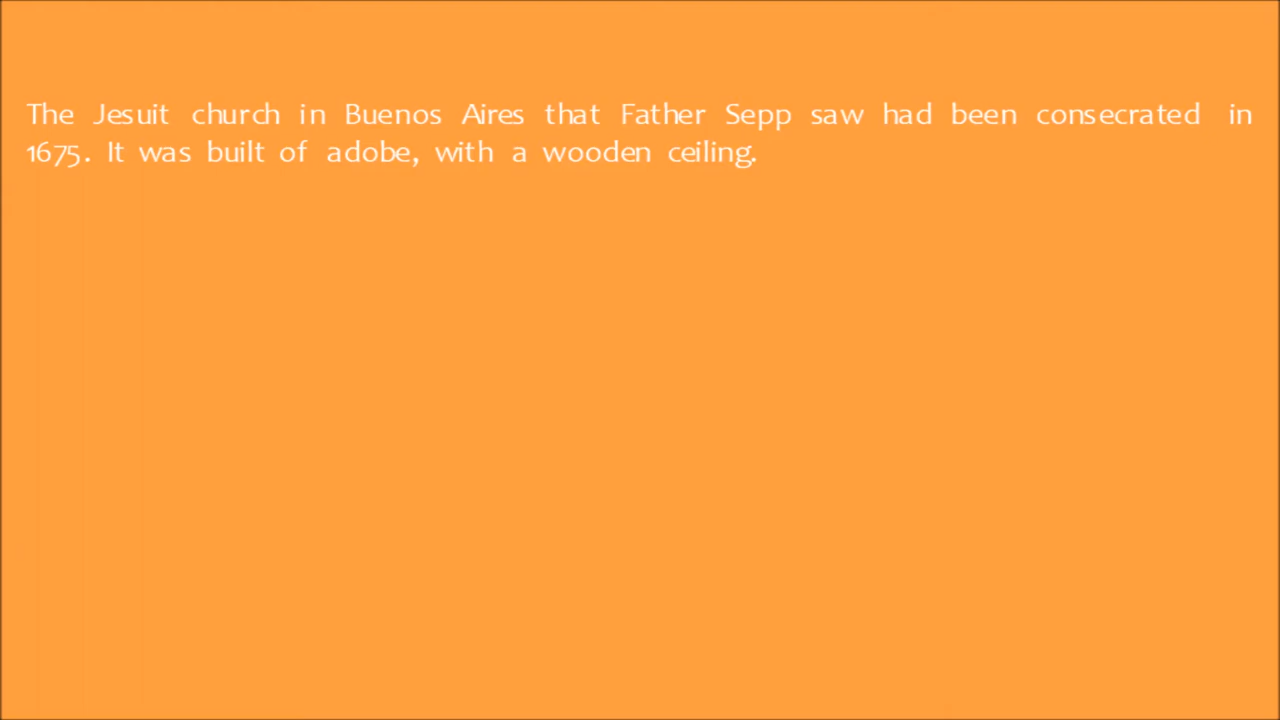 The Jesuit church in Buenos Aires that Father Sepp saw had been consecrated in
1675. It was built of adobe, with a wooden ceiling.